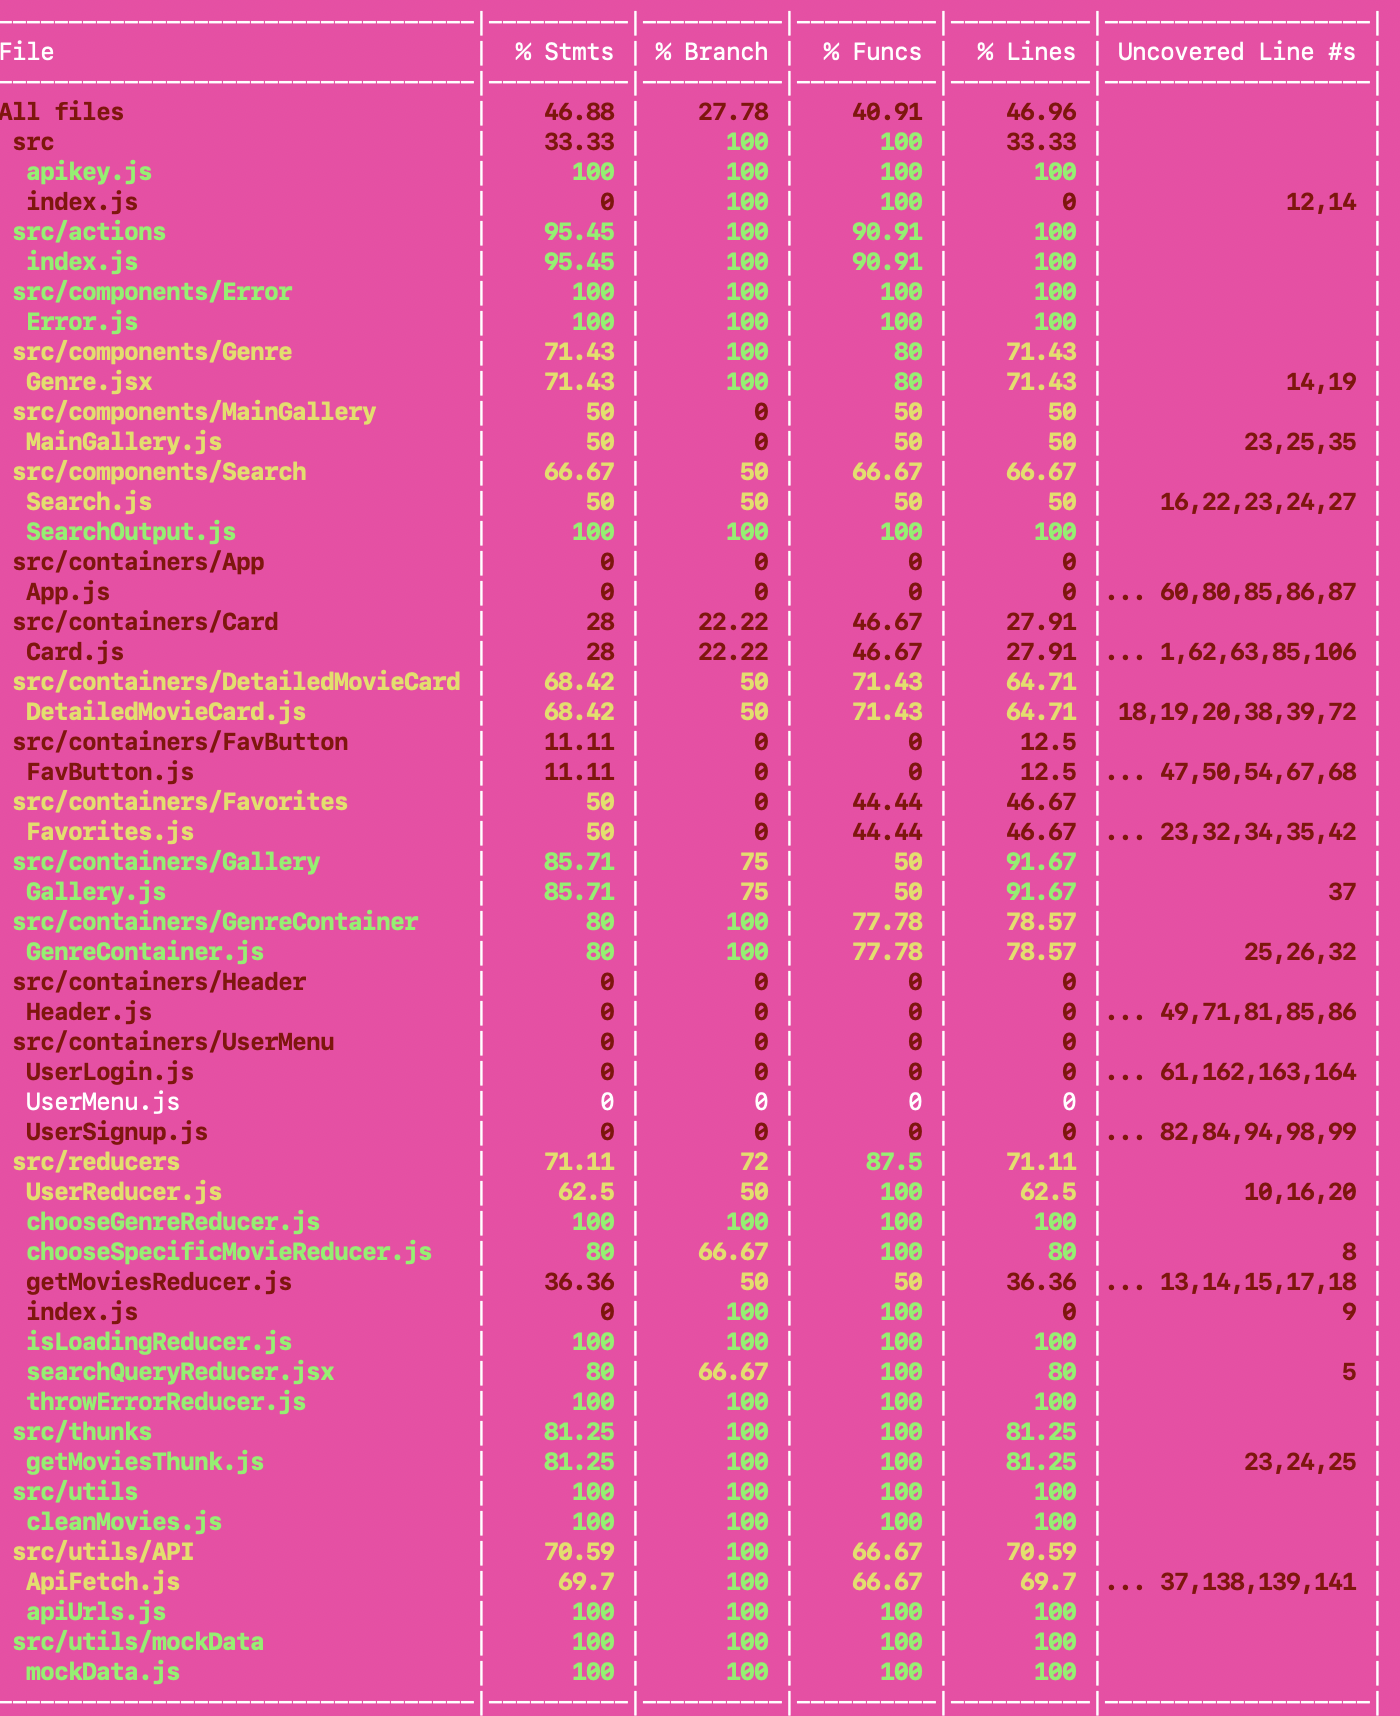 File | % Stmts | % Branch | % Funcs | % Lines | Uncovered Line #s |
All files | 46.88 | 27.78 | 40.91 | 46.96 | |
src | 33.33 | 100 | 100 | 33.33 | |
apikey.js | 100 | 100 | 100 | 100 | |
index.js | 0 | 100 | 100 | 0 | 12,14 |
src/actions | 95.45 | 100 | 90.91 | 100 | |
index.js | 95.45 | 100 | 90.91 | 100 | |
src/components/Error | 100 | 100 | 100 | 100 | |
Error.js | 100 | 100 | 100 | 100 | |
src/components/Genre | 71.43 | 100 | 80 | 71.43 | |
Genre.jsx | 71.43 | 100 | 80 | 71.43 | 14,19 |
src/components/MainGallery | 50 | 0 | 50 | 50 | |
MainGallery.js | 50 | 0 | 50 | 50 | 23,25,35 |
src/components/Search | 66.67 | 50 | 66.67 | 66.67 | |
Search.js | 50 | 50 | 50 | 50 | 16,22,23,24,27 |
SearchOutput.js | 100 | 100 | 100 | 100 | |
src/containers/App | 0 | 0 | 0 | 0 | |
App.js | 0 | 0 | 0 | 0 |... 60,80,85,86,87 |
src/containers/Card | 28 | 22.22 | 46.67 | 27.91 | |
Card.js | 28 | 22.22 | 46.67 | 27.91 |... 1,62,63,85,106 |
src/containers/DetailedMovieCard | 68.42 | 50 | 71.43 | 64.71 | |
DetailedMovieCard.js | 68.42 | 50 | 71.43 | 64.71 | 18,19,20,38,39,72 |
src/containers/FavButton | 11.11 | 0 | 0 | 12.5 | |
FavButton.js | 11.11 | 0 | 0 | 12.5 |... 47,50,54,67,68 |
src/containers/Favorites | 50 | 0 | 44.44 | 46.67 | |
Favorites.js | 50 | 0 | 44.44 | 46.67 |... 23,32,34,35,42 |
src/containers/Gallery | 85.71 | 75 | 50 | 91.67 | |
Gallery.js | 85.71 | 75 | 50 | 91.67 | 37 |
src/containers/GenreContainer | 80 | 100 | 77.78 | 78.57 | |
GenreContainer.js | 80 | 100 | 77.78 | 78.57 | 25,26,32 |
src/containers/Header | 0 | 0 | 0 | 0 | |
Header.js | 0 | 0 | 0 | 0 |... 49,71,81,85,86 |
src/containers/UserMenu | 0 | 0 | 0 | 0 | |
UserLogin.js | 0 | 0 | 0 | 0 |... 61,162,163,164 |
UserMenu.js | 0 | 0 | 0 | 0 | |
UserSignup.js | 0 | 0 | 0 | 0 |... 82,84,94,98,99 |
src/reducers | 71.11 | 72 | 87.5 | 71.11 | |
UserReducer.js | 62.5 | 50 | 100 | 62.5 | 10,16,20 |
chooseGenreReducer.js | 100 | 100 | 100 | 100 | |
chooseSpecificMovieReducer.js | 80 | 66.67 | 100 | 80 | 8 |
getMoviesReducer.js | 36.36 | 50 | 50 | 36.36 |... 13,14,15,17,18 |
index.js | 0 | 100 | 100 | 0 | 9 |
isLoadingReducer.js | 100 | 100 | 100 | 100 | |
searchQueryReducer.jsx | 80 | 66.67 | 100 | 80 | 5 |
throwErrorReducer.js | 100 | 100 | 100 | 100 | |
src/thunks | 81.25 | 100 | 100 | 81.25 | |
getMoviesThunk.js | 81.25 | 100 | 100 | 81.25 | 23,24,25 |
src/utils | 100 | 100 | 100 | 100 | |
cleanMovies.js | 100 | 100 | 100 | 100 | |
src/utils/API | 70.59 | 100 | 66.67 | 70.59 | |
ApiFetch.js | 69.7 | 100 | 66.67 | 69.7 |... 37,138,139,141 |
apiUrls.js | 100 | 100 | 100 | 100 | |
src/utils/mockData | 100 | 100 | 100 | 100 | |
mockData.js | 100 | 100 | 100 | 100 | |